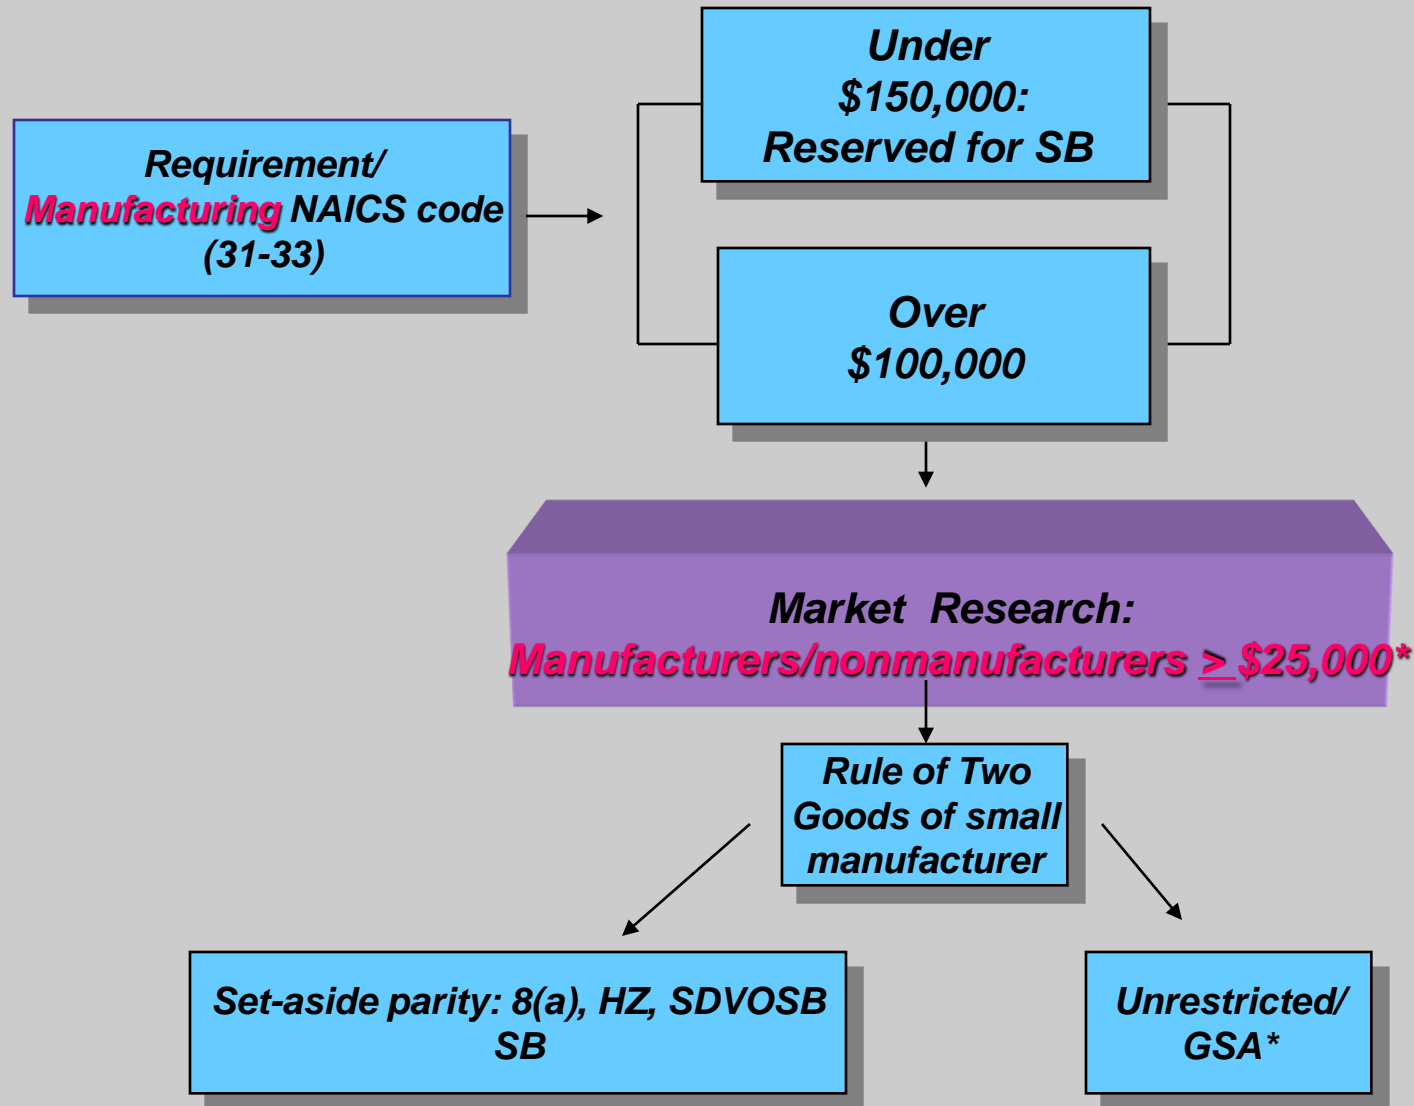 Under
$150,000:
Reserved for SB
Requirement/
Manufacturing NAICS code
(31-33)
Over
$100,000
Market Research:
Manufacturers/nonmanufacturers > $25,000*
Rule of Two
Goods of small
manufacturer
Set-aside parity: 8(a), HZ, SDVOSB
SB
Unrestricted/
GSA*